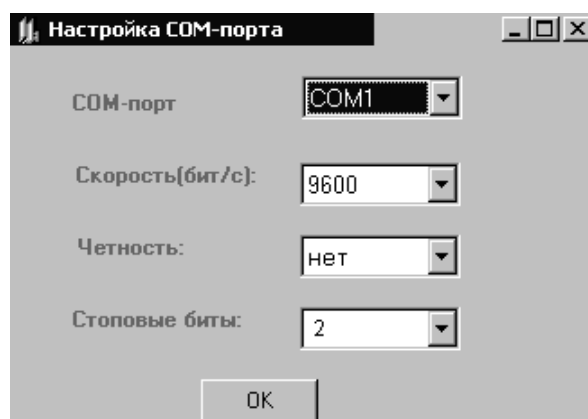 Настройка COM-порта
COM-порт COM1
Скорость(бит/с): 9600
Четность: нет
Стоповые биты: 2
OK